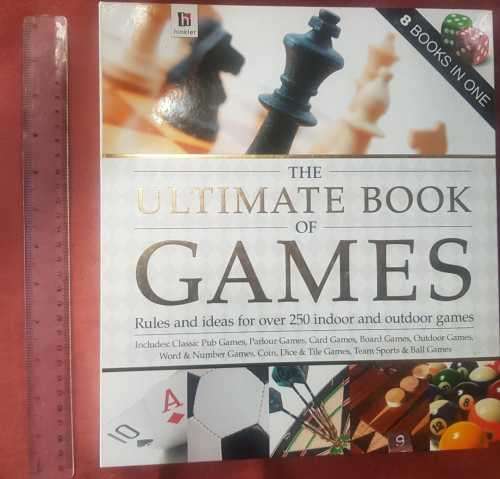 hinkler
8 BOOKS IN ONE
THE
ULTIMATE BOOK
OF
GAMES
Rules and ideas for over 250 indoor and outdoor games
Includes: Classic Pub Games, Parlour Games, Card Games, Board Games, Outdoor Games,
Word & Number Games, Coin, Dice & Tile Games, Team Sports & Ball Games
10
A
9